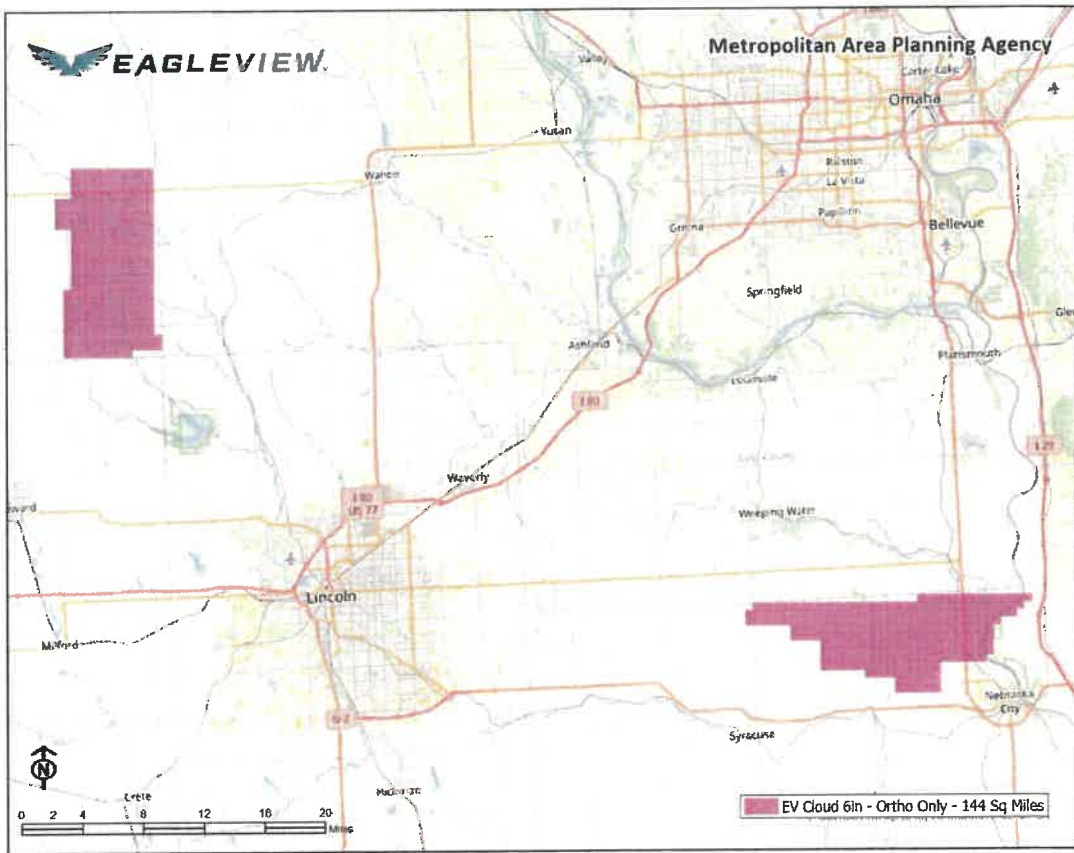 EAGLEVIEW.
Metropolitan Area Planning Agency
Valley
Carter Lake
Omaha
Yutan
Wahoo
Ralston
La Vista
Papillion
Gretna
Bellevue
Springfield
Ashland
Plattsmouth
Louisville
I 80
I 29
Waverly
I 80
US 77
Weeping Water
Lincoln
Milford
Nebraska
City
Syracuse
Crete
N
0 2 4 8 12 16 20
Miles
EV Cloud 6in - Ortho Only - 144 Sq Miles